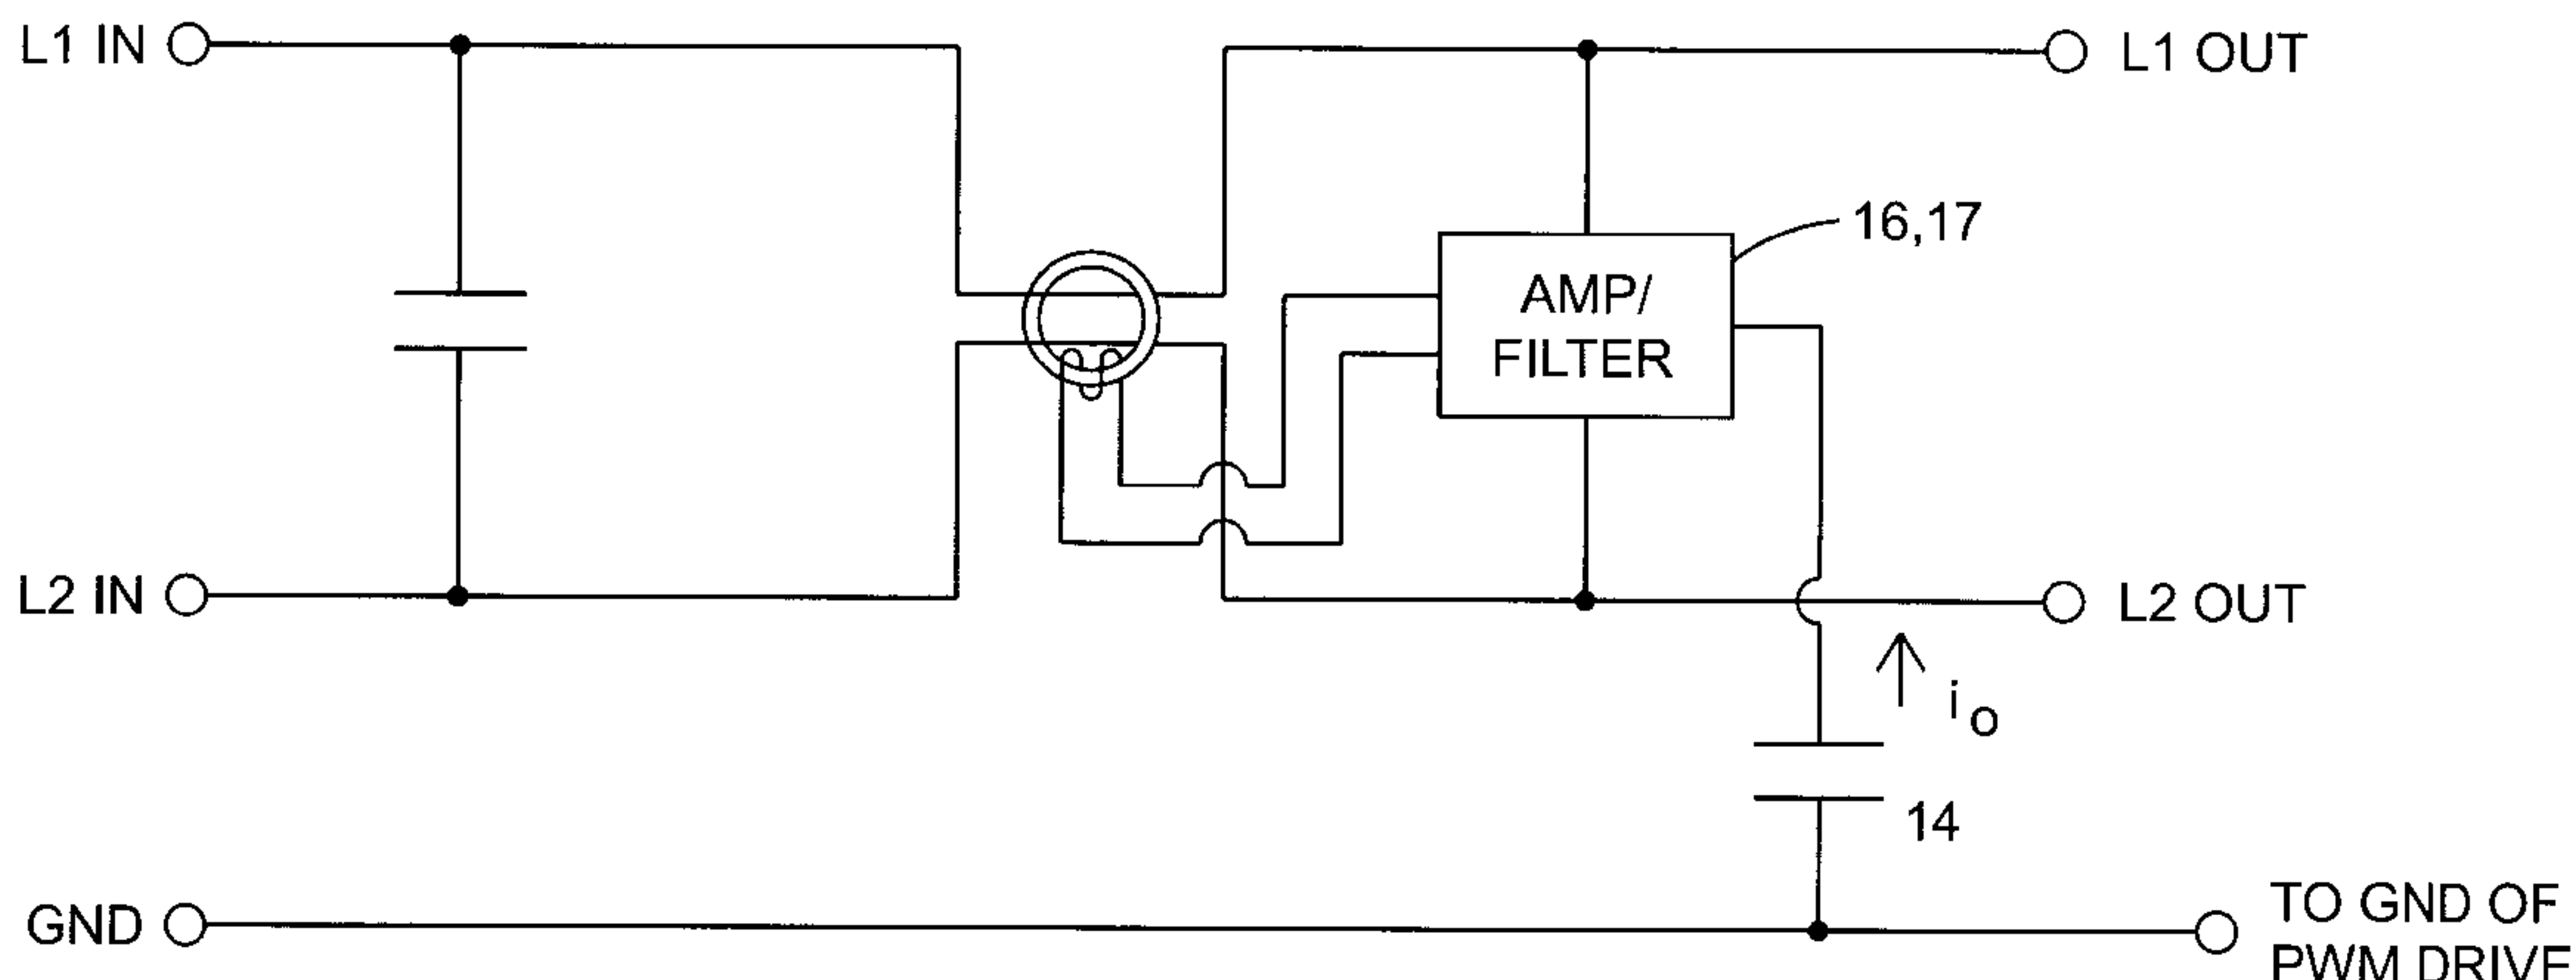 L1 IN
L1 OUT
16,17
AMP/
FILTER
L2 IN
L2 OUT
io
14
GND
TO GND OF
PWM DRIVE